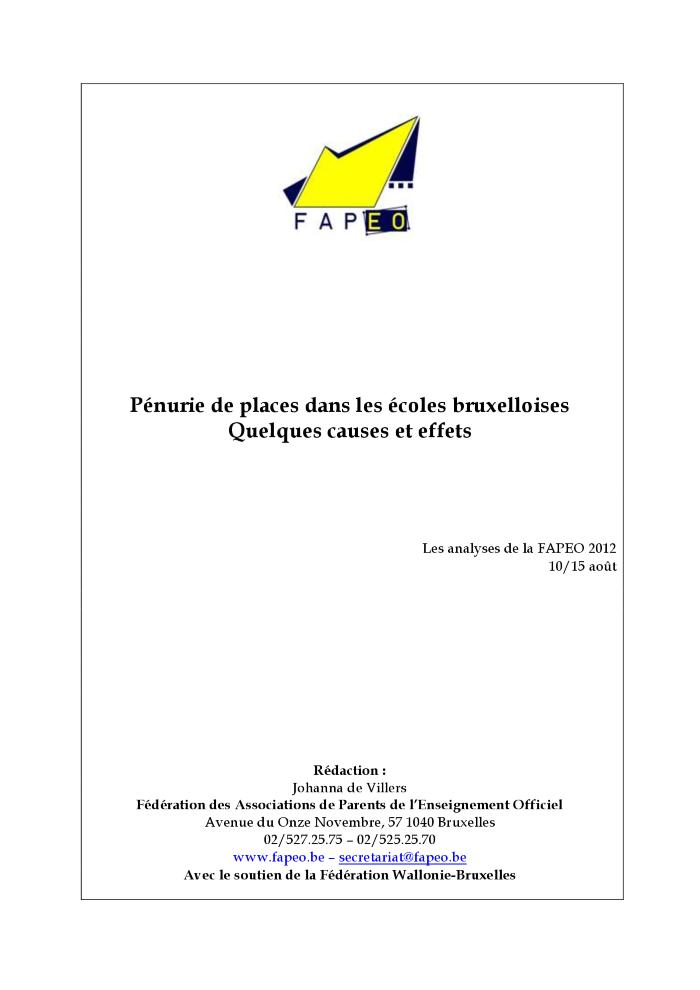 FAPEO
Pénurie de places dans les écoles bruxelloises
Quelques causes et effets
Les analyses de la FAPEO 2012
10/15 août
Rédaction :
Johanna de Villers
Fédération des Associations de Parents de l'Enseignement Officiel
Avenue du Onze Novembre, 57 1040 Bruxelles
02/527.25.75 – 02/525.25.70
www.fapeo.be – secretariat@fapeo.be
Avec le soutien de la Fédération Wallonie-Bruxelles